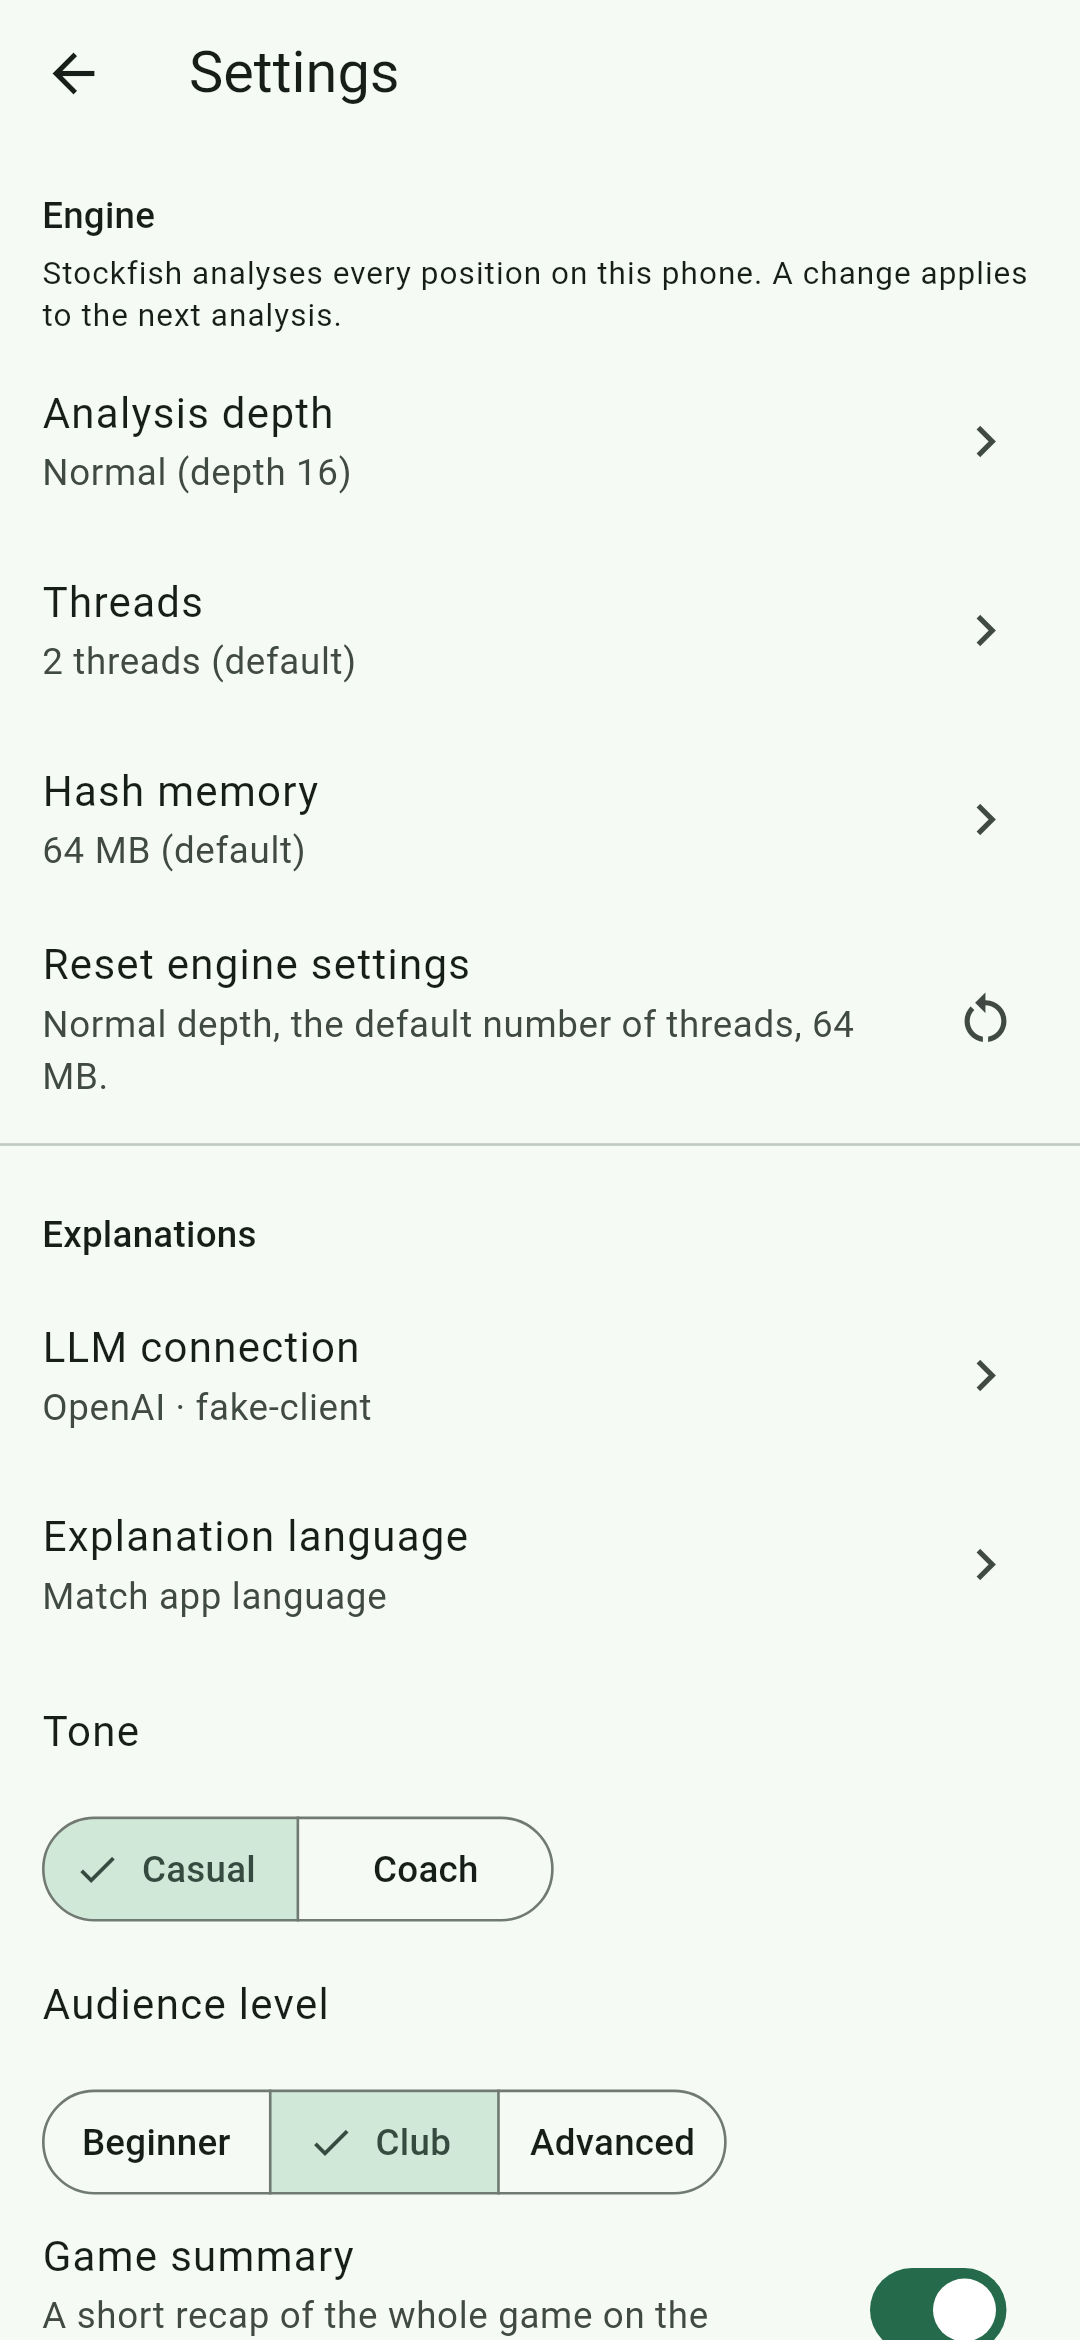 Settings
Engine
Stockfish analyses every position on this phone. A change applies
to the next analysis.
Analysis depth
Normal (depth 16)
Threads
2 threads (default)
Hash memory
64 MB (default)
Reset engine settings
Normal depth, the default number of threads, 64
MB.
Explanations
LLM connection
OpenAI · fake-client
Explanation language
Match app language
Tone
Casual
Coach
Audience level
Beginner
Club
Advanced
Game summary
A short recap of the whole game on the